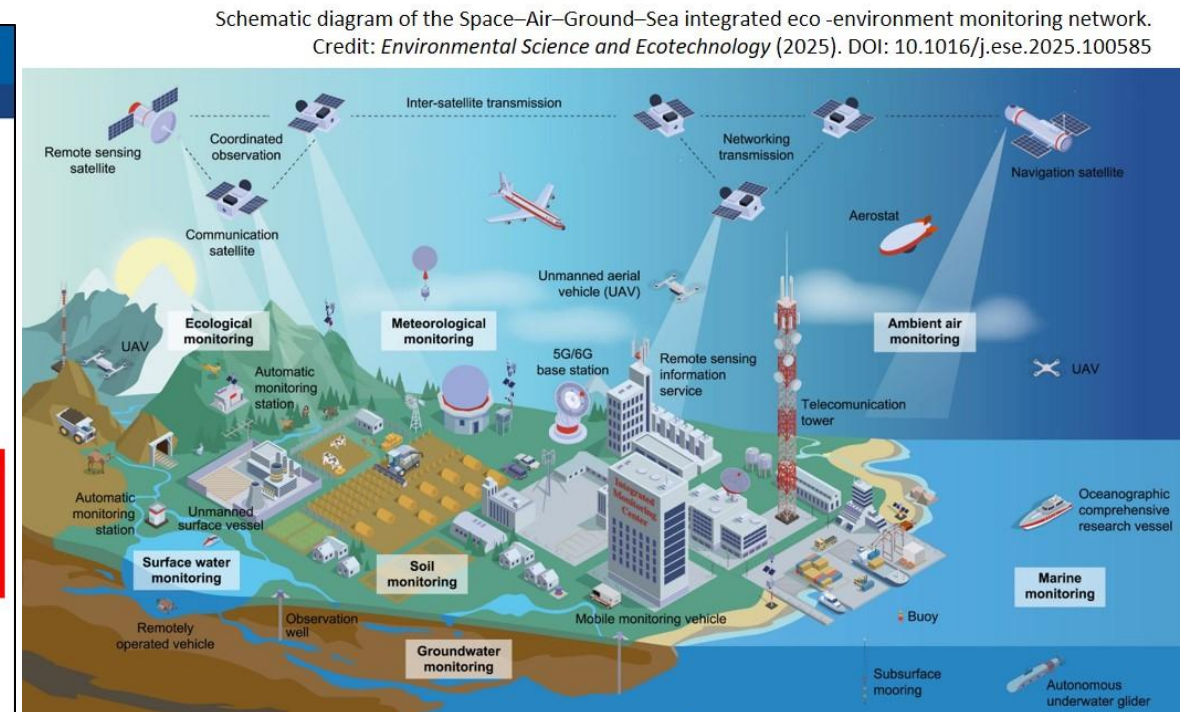 Schematic diagram of the Space–Air–Ground–Sea integrated eco -environment monitoring network.
Credit: Environmental Science and Ecotechnology (2025). DOI: 10.1016/j.ese.2025.100585
Inter-satellite transmission
Remote sensing
satellite
Coordinated
observation
Networking
transmission
Navigation satellite
Communication
satellite
Aerostat
Unmanned aerial
vehicle (UAV)
Ecological
monitoring
Meteorological
monitoring
Ambient air
monitoring
UAV
Automatic
monitoring
station
5G/6G
base station
Remote sensing
information
service
UAV
Telecomunication
tower
Integrated
Monitoring
Center
Automatic
monitoring
station
Unmanned
surface vessel
Oceanographic
comprehensive
research vessel
Surface water
monitoring
Soil
monitoring
Marine
monitoring
Remotely
operated vehicle
Observation
well
Mobile monitoring vehicle
Buoy
Groundwater
monitoring
Subsurface
mooring
Autonomous
underwater glider